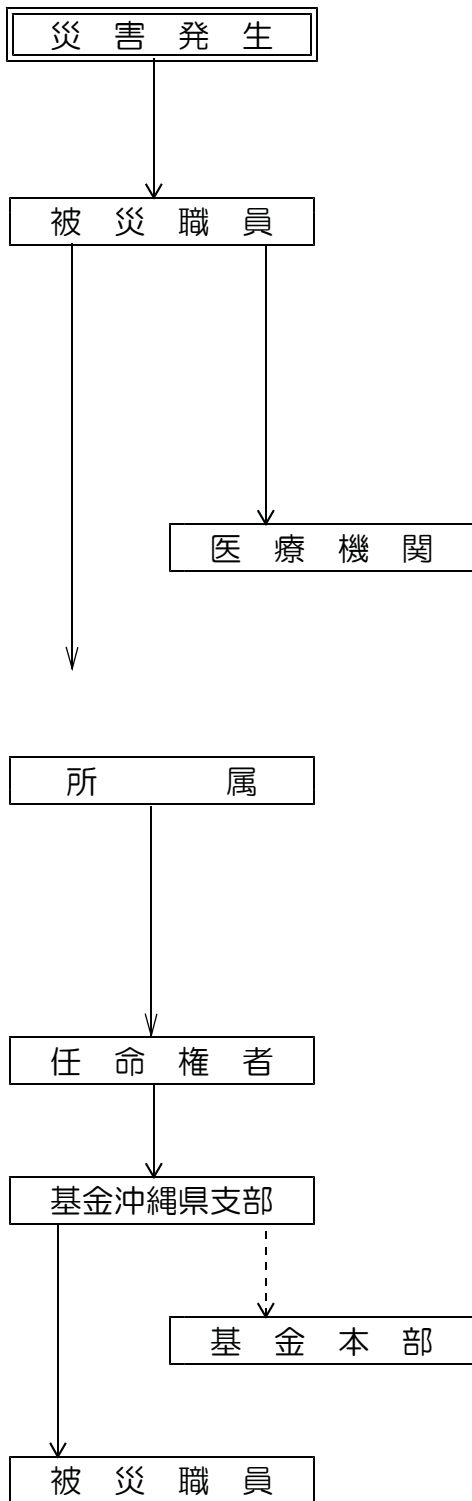 災 害 発 生
被 災 職 員
医 療 機 関
所 属
任 命 権 者
基金沖縄県支部
基 金 本 部
被 災 職 員